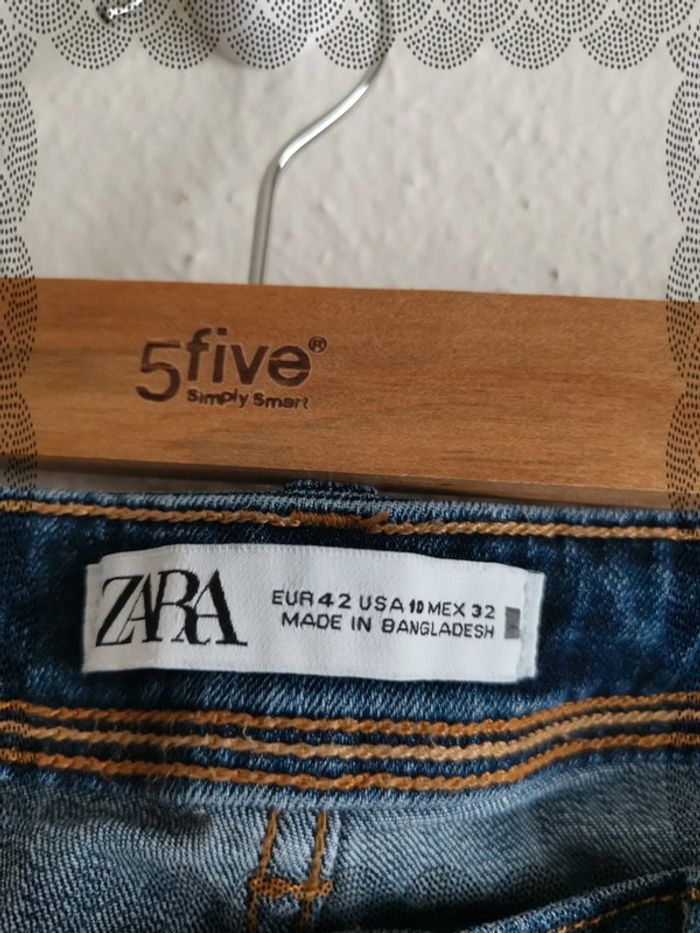 5five®
Simply Smart
ZARA
EUR 42 USA 10 MEX 32
MADE IN BANGLADESH